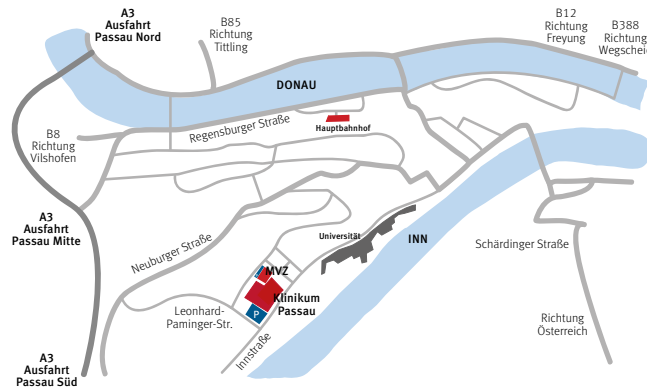 A3
Ausfahrt
Passau Nord
B85
Richtung
Tittling
B12
Richtung
Freyung
B388
Richtung
Wegscheid
DONAU
Regensburger Straße
Hauptbahnhof
B8
Richtung
Vilshofen
A3
Ausfahrt
Passau Mitte
Neuburger Straße
Universität
INN
Schärdinger Straße
MVZ
Klinikum
Passau
P
Leonhard-
Paminger-Str.
Innstraße
Richtung
Österreich
A3
Ausfahrt
Passau Süd